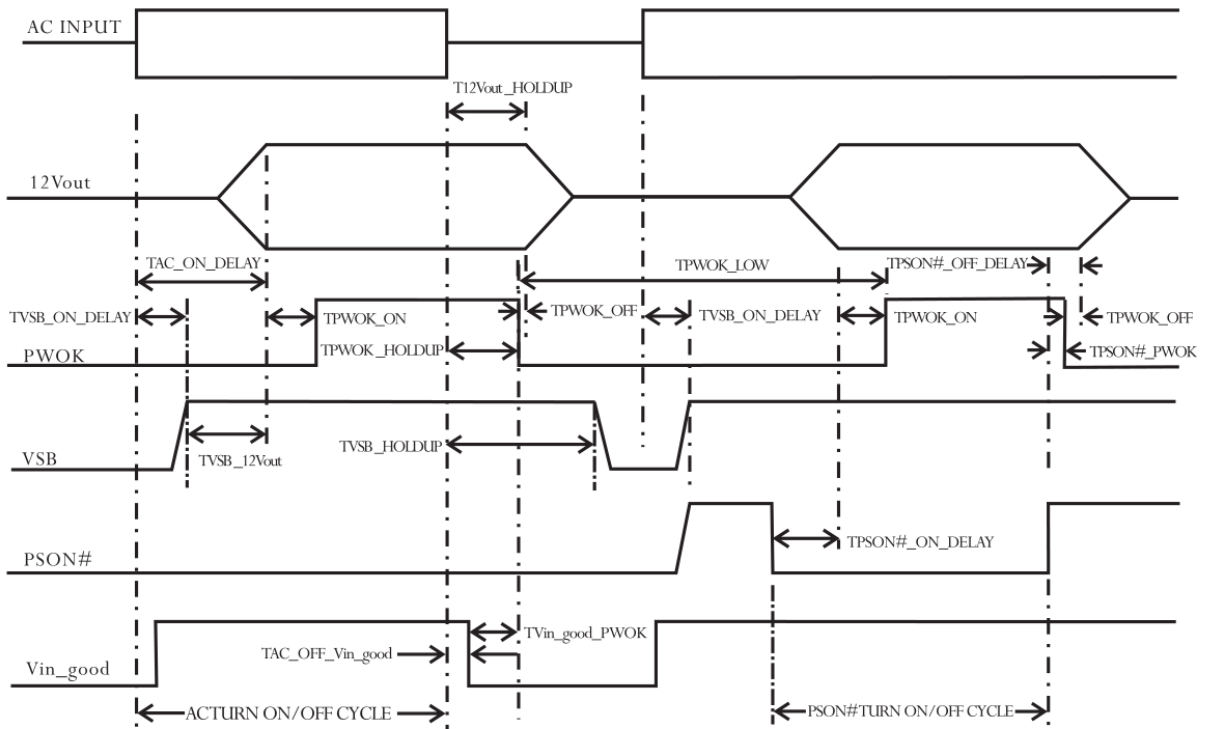 AC INPUT
T12Vout_HOLDUP
12Vout
TAC_ON_DELAY
TPWOK_LOW
TPSON#_OFF_DELAY
TVSB_ON_DELAY
TPWOK_ON
TPWOK_OFF
TVSB_ON_DELAY
TPWOK_ON
TPWOK_OFF
PWOK
TPWOK_HOLDUP
TPSON#_PWOK
TVSB_HOLDUP
VSB
TVSB_12Vout
TPSON#_ON_DELAY
PSON#
TVin_good_PWOK
TAC_OFF_Vin_good
Vin_good
ACTURN ON/OFF CYCLE
PSON#TURN ON/OFF CYCLE